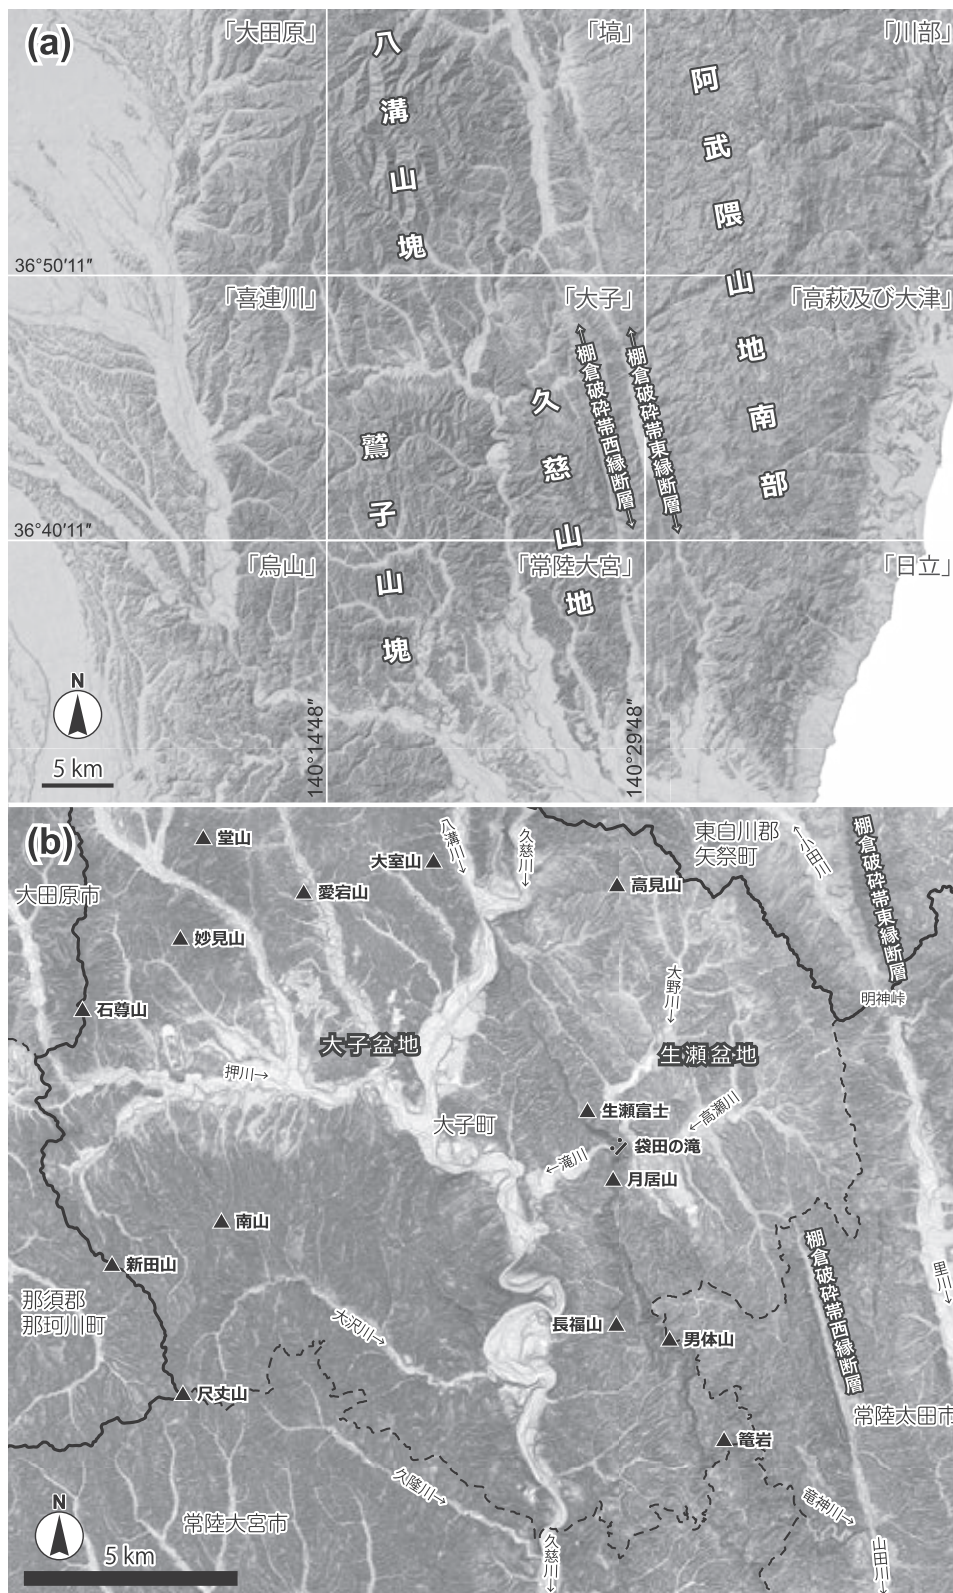 (a)
「大田原」
「塙」
「川部」
八溝山塊
阿武隈山地南部
36°50′11″
「喜連川」
「大子」
「高萩及び大津」
棚倉破砕帯西縁断層
棚倉破砕帯東縁断層
久慈山地
鷲子山塊
36°40′11″
「烏山」
「常陸大宮」
「日立」
N
5 km
140°14′48″
140°29′48″
(b)
堂山
大室山
八溝川→
久慈川→
東白川郡
矢祭町
←小田川
棚倉破砕帯東縁断層
大田原市
愛宕山
高見山
妙見山
大野川→
明神峠
石尊山
大子盆地
生瀬盆地
押川→
大子町
生瀬富士
←高瀬川
袋田の滝
←滝川
月居山
南山
新田山
棚倉破砕帯西縁断層
里川→
那須郡
那珂川町
大沢川→
長福山
男体山
尺丈山
常陸太田市
篭岩
久隆川→
竜神川→
常陸大宮市
久慈川→
山田川→
N
5 km